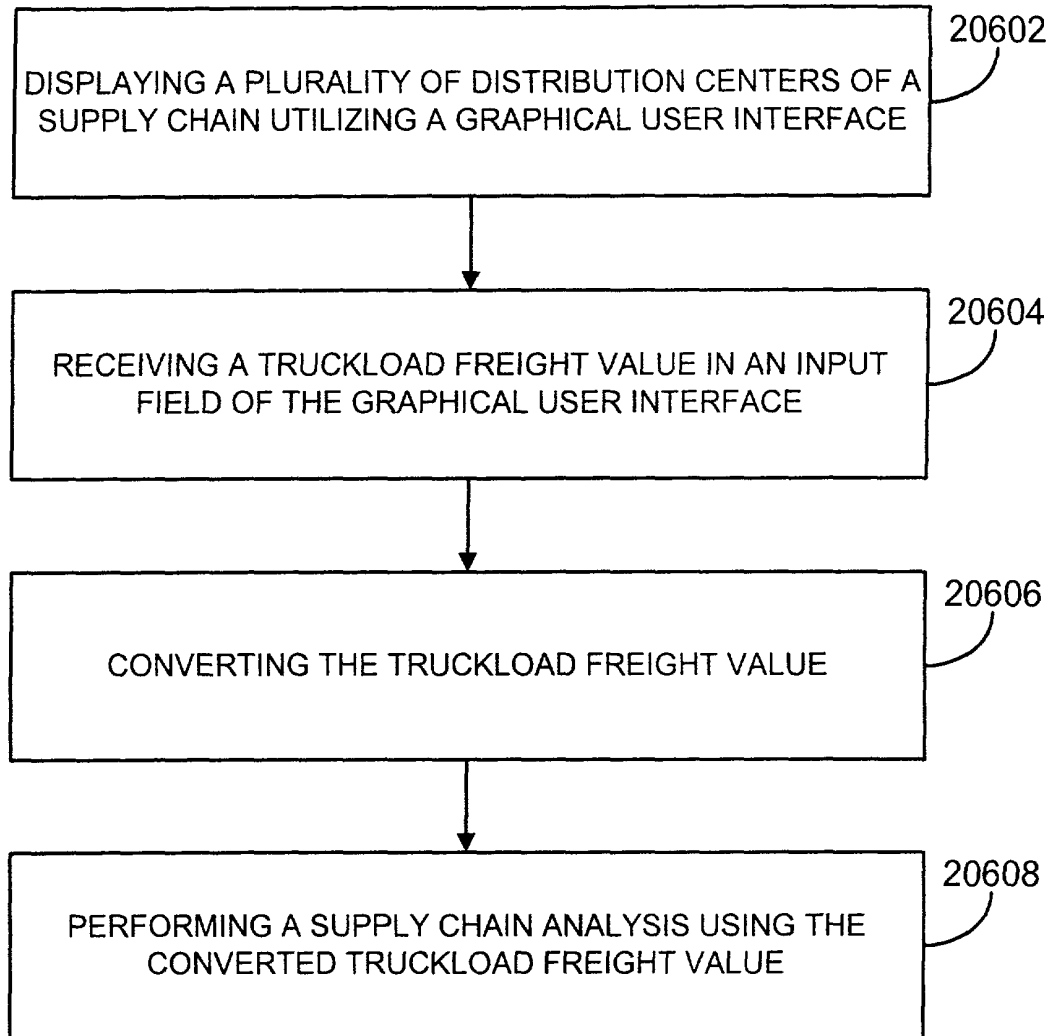 20602
DISPLAYING A PLURALITY OF DISTRIBUTION CENTERS OF A
SUPPLY CHAIN UTILIZING A GRAPHICAL USER INTERFACE
20604
RECEIVING A TRUCKLOAD FREIGHT VALUE IN AN INPUT
FIELD OF THE GRAPHICAL USER INTERFACE
20606
CONVERTING THE TRUCKLOAD FREIGHT VALUE
20608
PERFORMING A SUPPLY CHAIN ANALYSIS USING THE
CONVERTED TRUCKLOAD FREIGHT VALUE